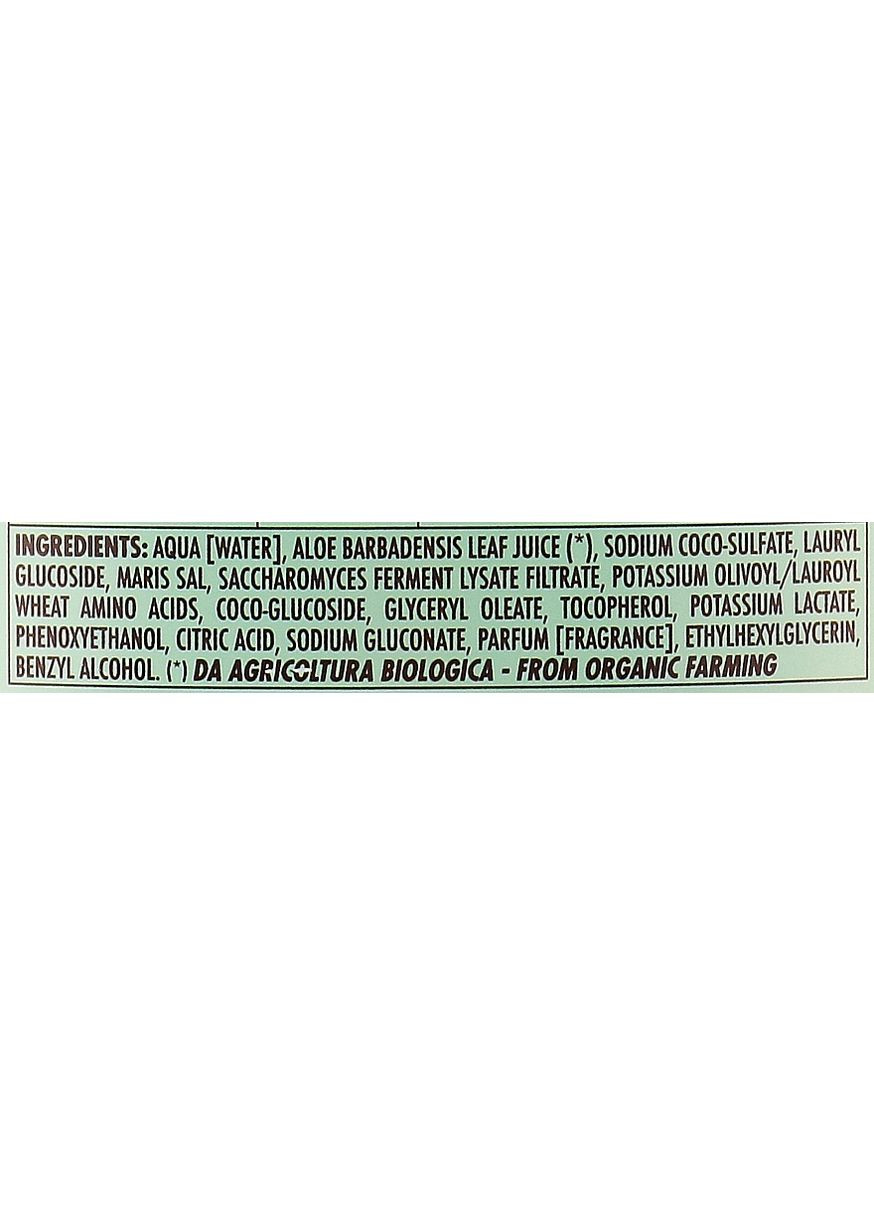 INGREDIENTS: AQUA [WATER], ALOE BARBADENSIS LEAF JUICE (*), SODIUM COCO-SULFATE, LAURYL
GLUCOSIDE, MARIS SAL, SACCHAROMYCES FERMENT LYSATE FILTRATE, POTASSIUM OLIVOYL/LAUROYL
WHEAT AMINO ACIDS, COCO-GLUCOSIDE, GLYCERYL OLEATE, TOCOPHEROL, POTASSIUM LACTATE,
PHENOXYETHANOL, CITRIC ACID, SODIUM GLUCONATE, PARFUM [FRAGRANCE], ETHYLHEXYLGLYCERIN,
BENZYL ALCOHOL. (*) DA AGRICOLTURA BIOLOGICA - FROM ORGANIC FARMING